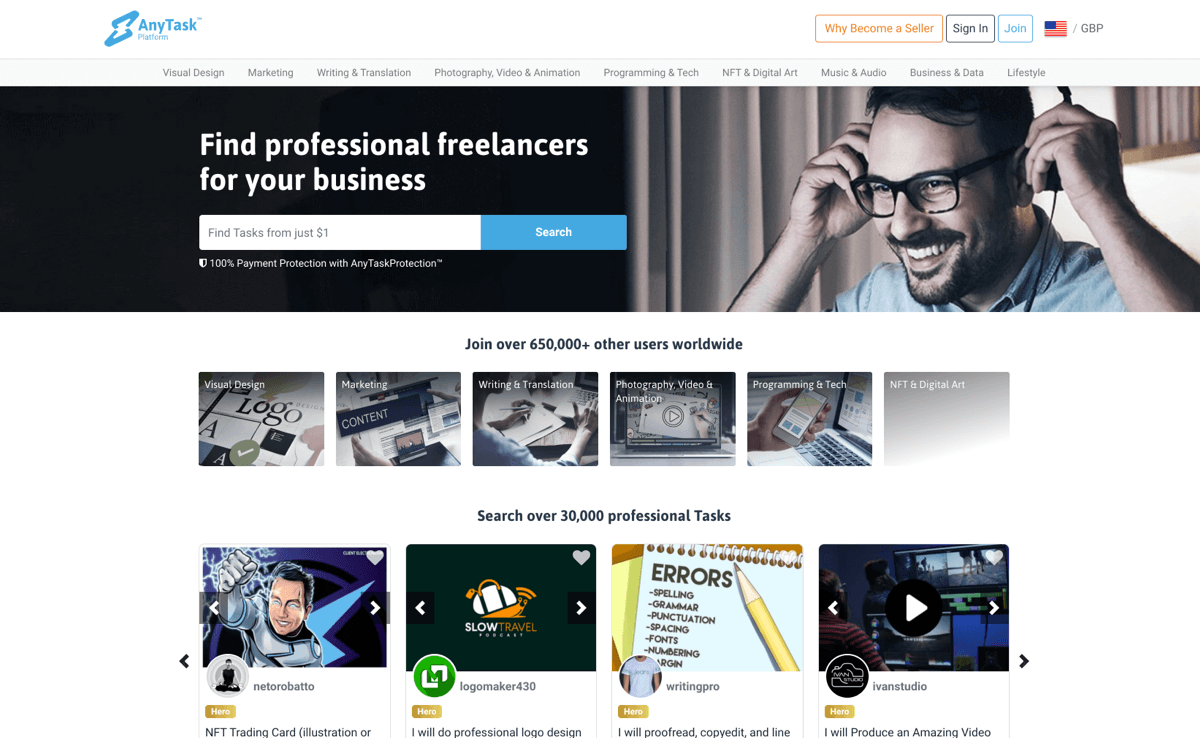 AnyTask™
Platform
Why Become a Seller
Sign In
Join
/ GBP
Visual Design
Marketing
Writing & Translation
Photography, Video & Animation
Programming & Tech
NFT & Digital Art
Music & Audio
Business & Data
Lifestyle
Find professional freelancers
for your business
Find Tasks from just $1
Search
100% Payment Protection with AnyTaskProtection™
Join over 650,000+ other users worldwide
Visual Design
Logo
DESIGN
Marketing
CONTENT
Writing & Translation
Photography, Video &
Animation
Programming & Tech
NFT & Digital Art
Search over 30,000 professional Tasks
SLOWTRAVEL
PODCAST
ERRORS
-SPELLING
-GRAMMAR
-PUNCTUATION
-SPACING
-FONTS
-NUMBERING
ARGIN
netorobatto
logomaker430
writingpro
IVAN
STUDIO
ivanstudio
Hero
Hero
Hero
Hero
NFT Trading Card (illustration or
I will do professional logo design
I will proofread, copyedit, and line
I will Produce an Amazing Video